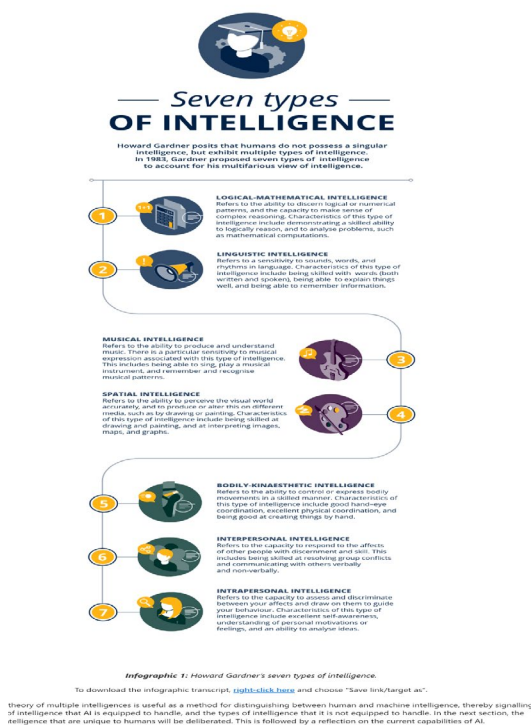 Seven types
OF INTELLIGENCE
Howard Gardner posits that humans do not possess a singular
intelligence, but exhibit multiple types of intelligence.
In 1983, Gardner proposed seven types of intelligence
to account for his multifarious view of intelligence.
1
LOGICAL-MATHEMATICAL INTELLIGENCE
Refers to the ability to discern logical or numerical
patterns, and the capacity to make sense of
complex reasoning. Characteristics of this type of
intelligence include demonstrating a skilled ability
to logically reason, and to analyse problems, such
as mathematical computations.
2
LINGUISTIC INTELLIGENCE
Refers to a sensitivity to sounds, words, and
rhythms in language. Characteristics of this type of
intelligence include being skilled with words (both
written and spoken), being able to explain things
well, and being able to remember information.
MUSICAL INTELLIGENCE
Refers to the ability to produce and understand
music. There is a particular sensitivity to musical
expression associated with this type of intelligence.
This includes being able to sing, play a musical
instrument, and remember and recognise
musical patterns.
3
SPATIAL INTELLIGENCE
Refers to the ability to perceive the visual world
accurately, and to produce or alter this on different
media, such as by drawing or painting. Characteristics
of this type of intelligence include being skilled at
drawing and painting, and at interpreting images,
maps, and graphs.
4
5
BODILY-KINAESTHETIC INTELLIGENCE
Refers to the ability to control or express bodily
movements in a skilled manner. Characteristics of
this type of intelligence include good hand–eye
coordination, excellent physical coordination, and
being good at creating things by hand.
6
INTERPERSONAL INTELLIGENCE
Refers to the capacity to respond to the affects
of other people with discernment and skill. This
includes being skilled at resolving group conflicts
and communicating with others verbally
and non-verbally.
7
INTRAPERSONAL INTELLIGENCE
Refers to the capacity to assess and discriminate
between your affects and draw on them to guide
your behaviour. Characteristics of this type of
intelligence include excellent self-awareness,
understanding of personal motivations or
feelings, and an ability to analyse ideas.
Infographic 1: Howard Gardner's seven types of intelligence.
To download the infographic transcript, right-click here and choose "Save link/target as".
theory of multiple intelligences is useful as a method for distinguishing between human and machine intelligence, thereby signalling
of intelligence that AI is equipped to handle, and the types of intelligence that it is not equipped to handle. In the next section, the
ntelligence that are unique to humans will be deliberated. This is followed by a reflection on the current capabilities of AI.